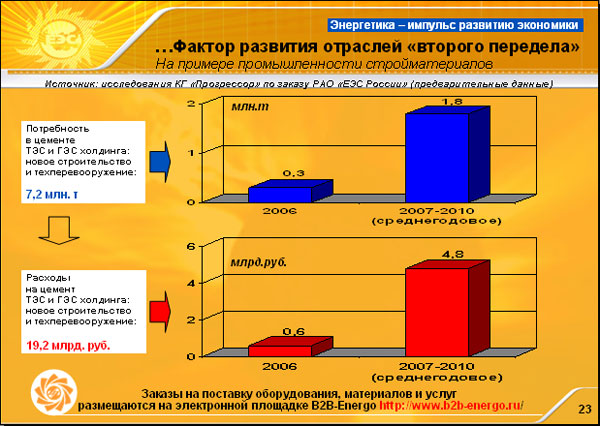 Энергетика – импульс развитию экономики
ЕЭС
…Фактор развития отраслей «второго передела»
На примере промышленности стройматериалов
Источник: исследования КГ «Прогрессор» по заказу РАО «ЕЭС России» (предварительные данные)
Потребность
в цементе
ТЭС и ГЭС холдинга:
новое строительство
и техперевооружение:
7,2 млн. т
млн.т
2
1
0
0,3
1,8
2006
2007-2010
(среднегодовое)
Расходы
на цемент
ТЭС и ГЭС холдинга:
новое строительство
и техперевооружение:
19,2 млрд. руб.
млрд.руб.
6
4
2
0
0,6
4,8
2006
2007-2010
(среднегодовое)
Заказы на поставку оборудования, материалов и услуг
размещаются на электронной площадке B2B-Energo http://www.b2b-energo.ru/
23